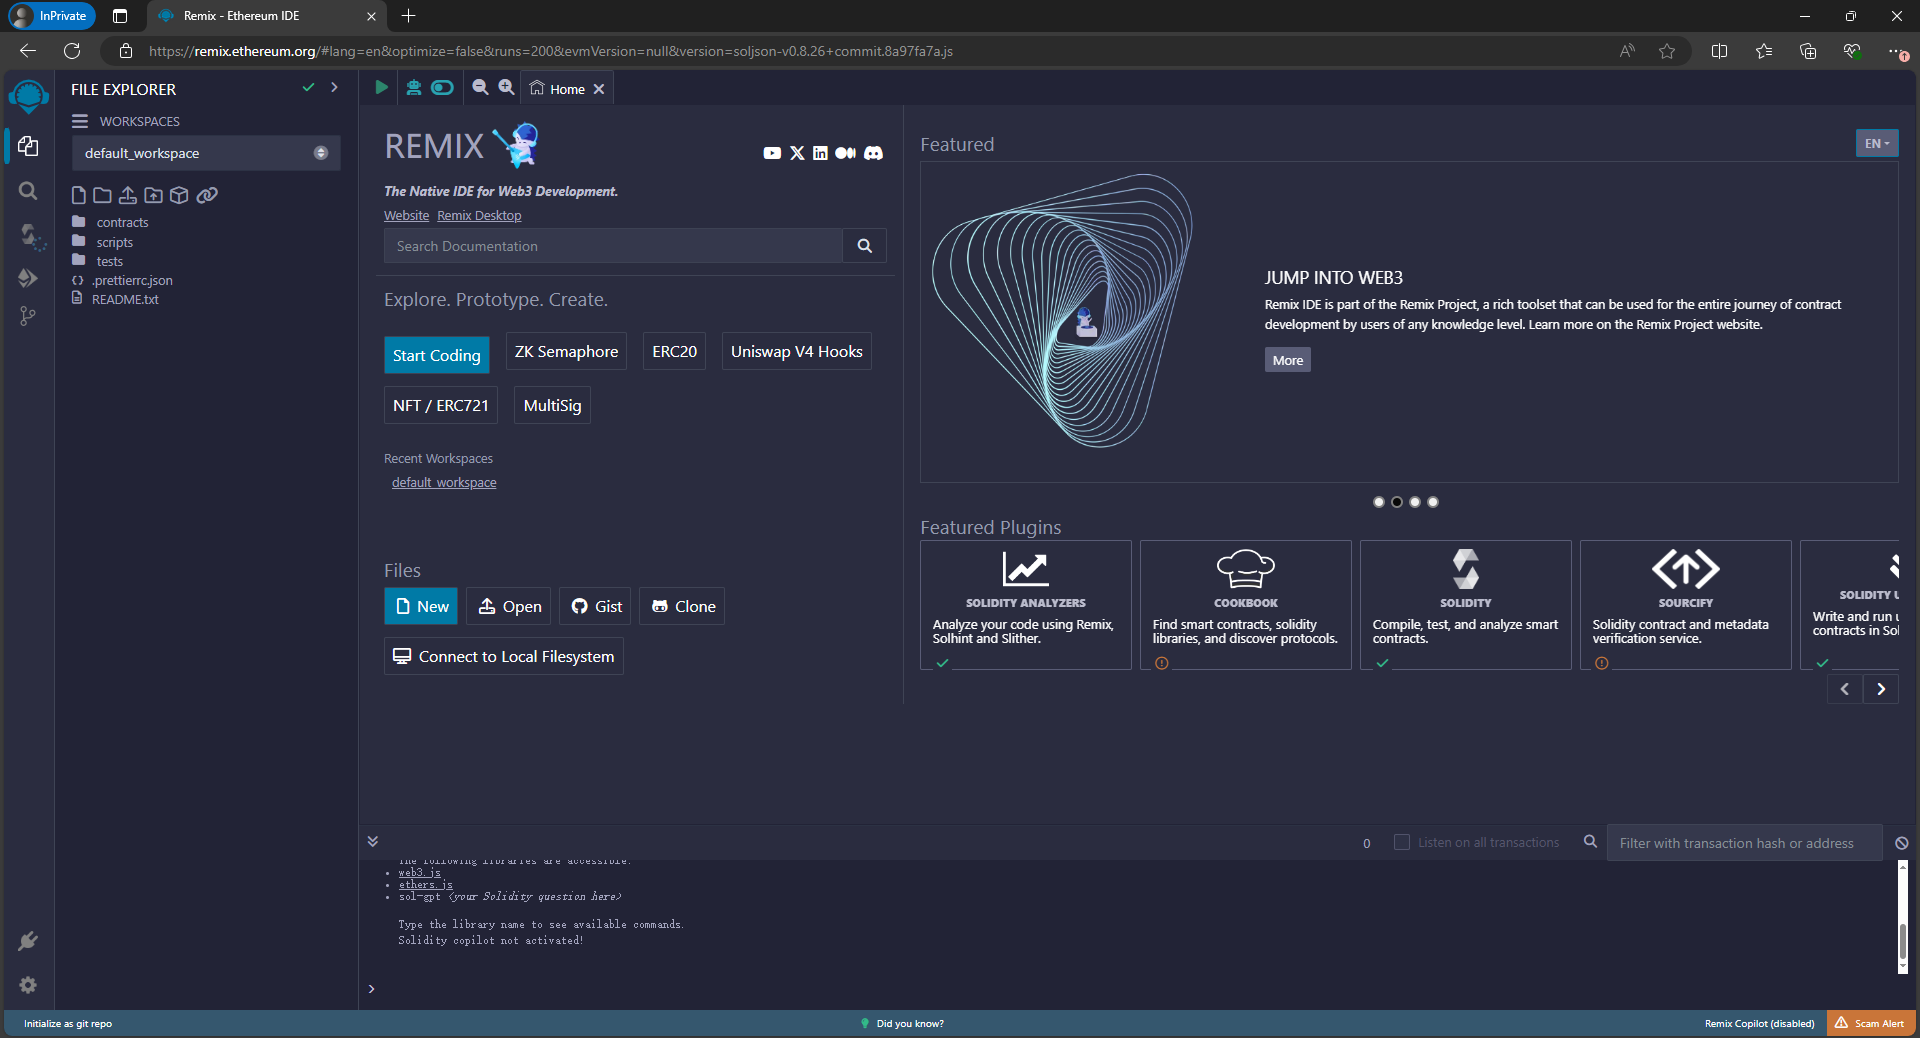 InPrivate
Remix - Ethereum IDE
https://remix.ethereum.org/#lang=en&optimize=false&runs=200&evmVersion=null&version=soljson-v0.8.26+commit.8a97fa7a.js
FILE EXPLORER
WORKSPACES
default_workspace
contracts
scripts
tests
.prettierrc.json
README.txt
Home
REMIX
The Native IDE for Web3 Development.
Website Remix Desktop
Search Documentation
Explore. Prototype. Create.
Start Coding ZK Semaphore ERC20 Uniswap V4 Hooks
NFT / ERC721 MultiSig
Recent Workspaces
default_workspace
Files
New Open Gist Clone
Connect to Local Filesystem
Featured
EN
JUMP INTO WEB3
Remix IDE is part of the Remix Project, a rich toolset that can be used for the entire journey of contract
development by users of any knowledge level. Learn more on the Remix Project website.
More
Featured Plugins
SOLIDITY ANALYZERS
Analyze your code using Remix,
Solhint and Slither.
COOKBOOK
Find smart contracts, solidity
libraries, and discover protocols.
SOLIDITY
Compile, test, and analyze smart
contracts.
SOURCIFY
Solidity contract and metadata
verification service.
SOLIDITY U
Write and run u
contracts in Sol
0
Listen on all transactions
Filter with transaction hash or address
The following libraries are accessible:
web3.js
ethers.js
sol-gpt <your Solidity question here>
Type the library name to see available commands.
Solidity copilot not activated!
>
Initialize as git repo
Did you know?
Remix Copilot (disabled)
Scam Alert